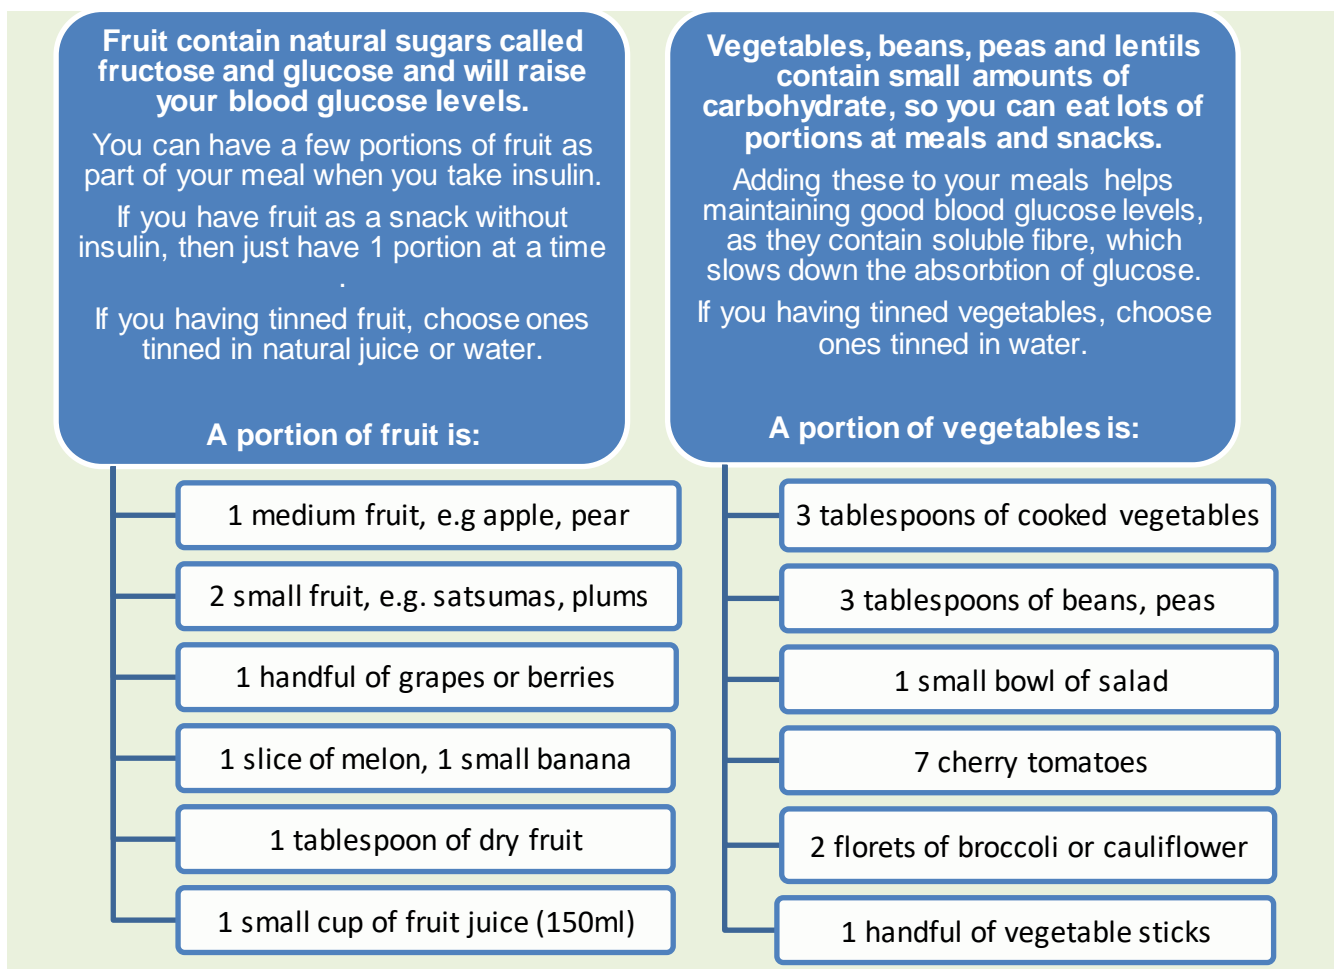 Fruit contain natural sugars called
fructose and glucose and will raise
your blood glucose levels.
You can have a few portions of fruit as
part of your meal when you take insulin.
If you have fruit as a snack without
insulin, then just have 1 portion at a time
.
If you having tinned fruit, choose ones
tinned in natural juice or water.
A portion of fruit is:
1 medium fruit, e.g apple, pear
2 small fruit, e.g. satsumas, plums
1 handful of grapes or berries
1 slice of melon, 1 small banana
1 tablespoon of dry fruit
1 small cup of fruit juice (150ml)
Vegetables, beans, peas and lentils
contain small amounts of
carbohydrate, so you can eat lots of
portions at meals and snacks.
Adding these to your meals helps
maintaining good blood glucose levels,
as they contain soluble fibre, which
slows down the absorbtion of glucose.
If you having tinned vegetables, choose
ones tinned in water.
A portion of vegetables is:
3 tablespoons of cooked vegetables
3 tablespoons of beans, peas
1 small bowl of salad
7 cherry tomatoes
2 florets of broccoli or cauliflower
1 handful of vegetable sticks